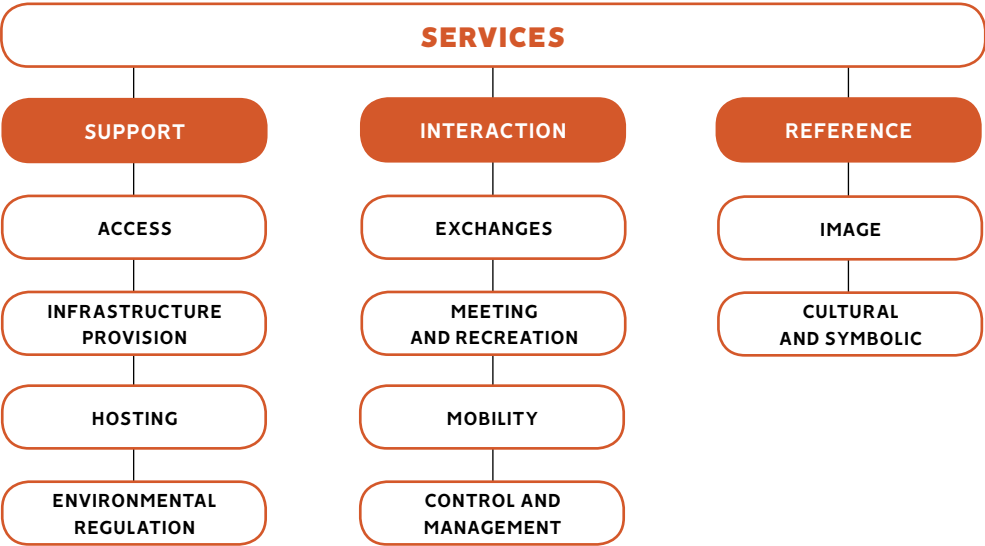 SERVICES
SUPPORT
ACCESS
INFRASTRUCTURE
PROVISION
HOSTING
ENVIRONMENTAL
REGULATION
INTERACTION
EXCHANGES
MEETING
AND RECREATION
MOBILITY
CONTROL AND
MANAGEMENT
REFERENCE
IMAGE
CULTURAL
AND SYMBOLIC